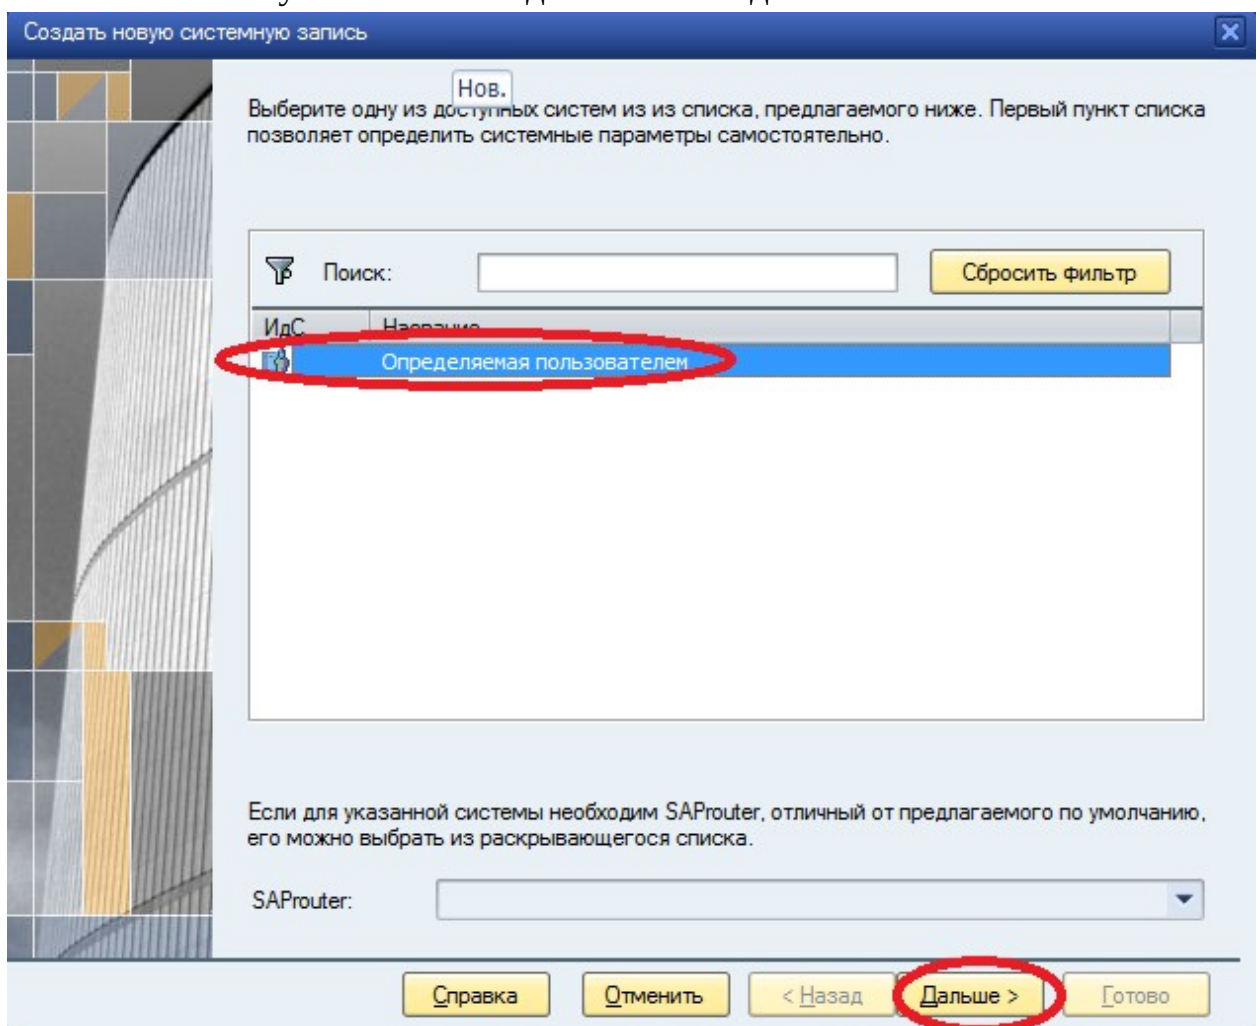 Создать новую системную запись
Нов.
Выберите одну из доступных систем из из списка, предлагаемого ниже. Первый пункт списка
позволяет определить системные параметры самостоятельно.
Поиск:
Сбросить фильтр
ИдС Название
Определяемая пользователем
Если для указанной системы необходим SAProuter, отличный от предлагаемого по умолчанию,
его можно выбрать из раскрывающегося списка.
SAProuter:
Справка Отменить < Назад Дальше > Готово